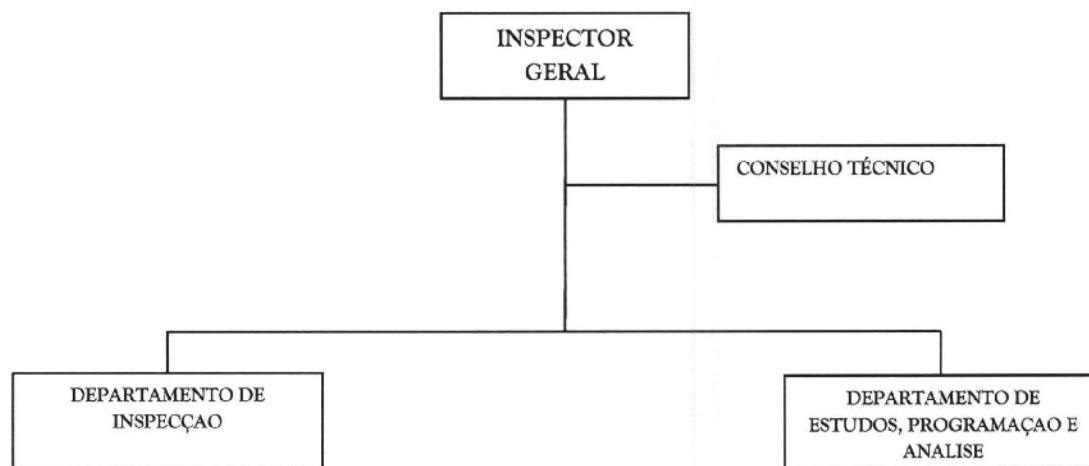 INSPECTOR
GERAL
CONSELHO TÉCNICO
DEPARTAMENTO DE
INSPECÇAO
DEPARTAMENTO DE
ESTUDOS, PROGRAMAÇAO E
ANALISE